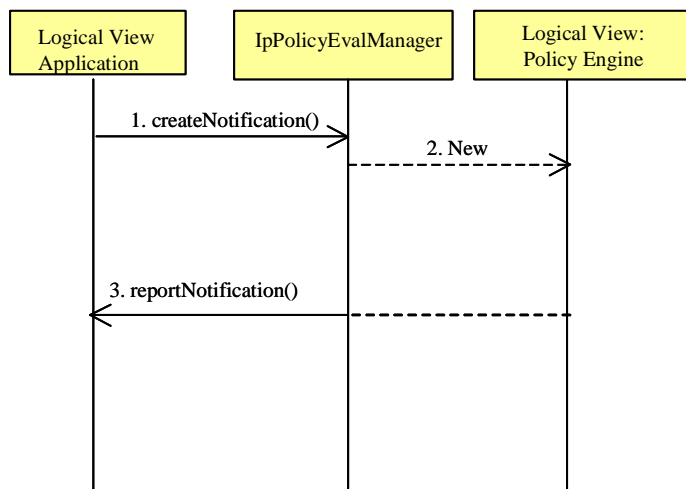 Logical View
Application
IpPolicyEvalManager
Logical View:
Policy Engine
1. createNotification()
2. New
3. reportNotification()